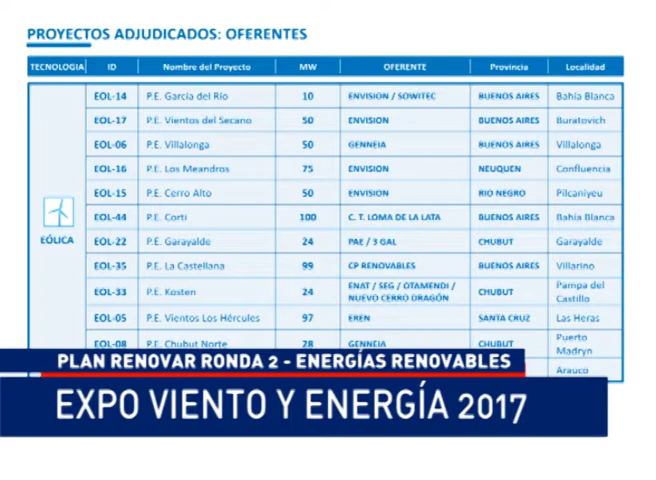 PROYECTOS ADJUDICADOS: OFERENTES
TECNOLOGIA ID Nombre del Proyecto MW OFERENTE Provincia Localidad
EOL-14 P.E. García del Río 10 ENVISION / SOWITEC BUENOS AIRES Bahía Blanca
EOL-17 P.E. Vientos del Secano 50 ENVISION BUENOS AIRES Buratovich
EOL-06 P.E. Villalonga 50 GENNEIA BUENOS AIRES Villalonga
EOL-16 P.E. Los Meandros 75 ENVISION NEUQUEN Confluencia
EOL-15 P.E. Cerro Alto 50 ENVISION RIO NEGRO Pilcaniyeu
EOL-44 P.E. Corti 100 C. T. LOMA DE LA LATA BUENOS AIRES Bahía Blanca
EÓLICA
EOL-22 P.E. Garayalde 24 PAE / 3 GAL CHUBUT Garayalde
EOL-35 P.E. La Castellana 99 CP RENOVABLES BUENOS AIRES Villarino
EOL-33 P.E. Kosten 24 ENAT / SEG / OTAMENDI / NUEVO CERRO DRAGÓN CHUBUT Pampa del Castillo
EOL-05 P.E. Vientos Los Hércules 97 EREN SANTA CRUZ Las Heras
EOL-08 P.E. Chubut Norte 28 GENNEIA CHUBUT Puerto Madryn
Arauco
PLAN RENOVAR RONDA 2 - ENERGÍAS RENOVABLES
EXPO VIENTO Y ENERGÍA 2017